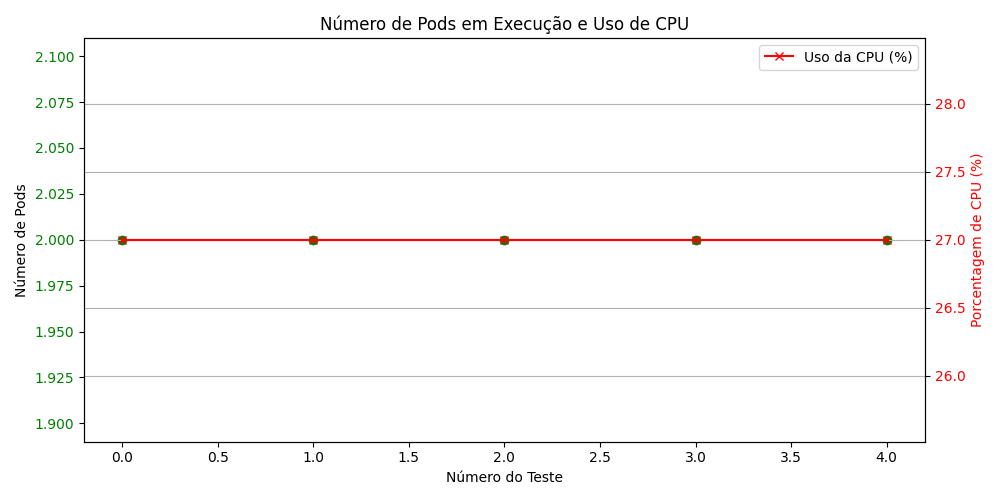 Número de Pods em Execução e Uso de CPU
Uso da CPU (%)
Número de Pods
2.100
2.075
2.050
2.025
2.000
1.975
1.950
1.925
1.900
28.0
27.5
27.0
26.5
26.0
Porcentagem de CPU (%)
0.0 0.5 1.0 1.5 2.0 2.5 3.0 3.5 4.0
Número do Teste